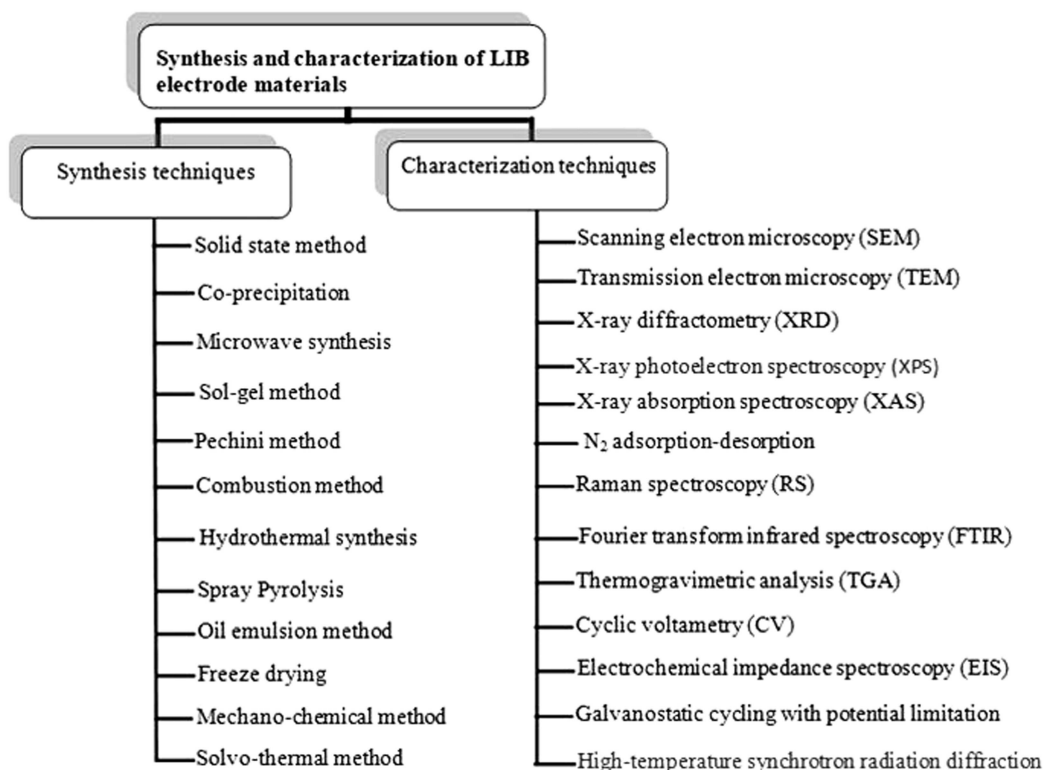 Synthesis and characterization of LIB
electrode materials
Synthesis techniques
Solid state method
Co-precipitation
Microwave synthesis
Sol-gel method
Pechini method
Combustion method
Hydrothermal synthesis
Spray Pyrolysis
Oil emulsion method
Freeze drying
Mechano-chemical method
Solvo-thermal method
Characterization techniques
Scanning electron microscopy (SEM)
Transmission electron microscopy (TEM)
X-ray diffractometry (XRD)
X-ray photoelectron spectroscopy (XPS)
X-ray absorption spectroscopy (XAS)
N₂ adsorption-desorption
Raman spectroscopy (RS)
Fourier transform infrared spectroscopy (FTIR)
Thermogravimetric analysis (TGA)
Cyclic voltametry (CV)
Electrochemical impedance spectroscopy (EIS)
Galvanostatic cycling with potential limitation
High-temperature synchrotron radiation diffraction